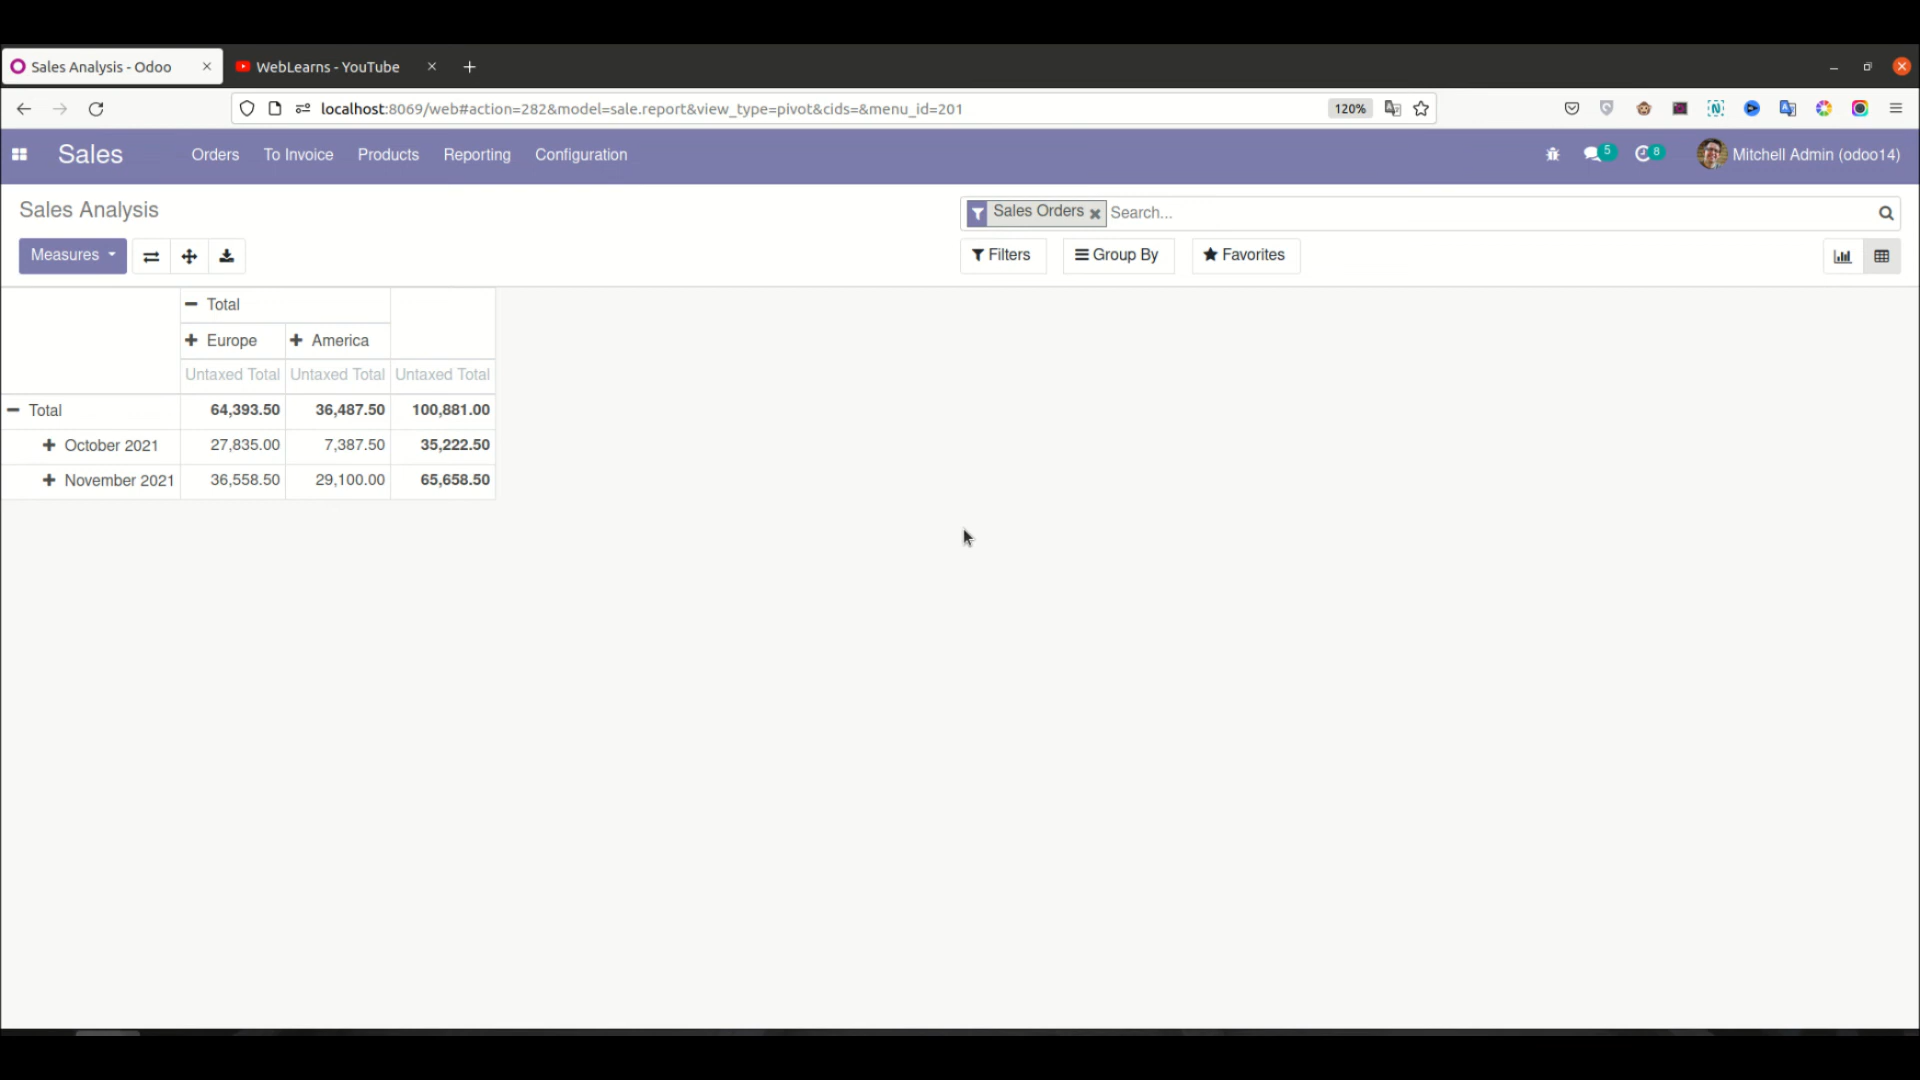 Sales Analysis - Odoo
WebLearns - YouTube
localhost:8069/web#action=282&model=sale.report&view_type=pivot&cids=&menu_id=201
120%
Sales
Orders
To Invoice
Products
Reporting
Configuration
5
8
Mitchell Admin (odoo14)
Sales Analysis
Sales Orders
Search...
Measures
Filters
Group By
Favorites
Total
Europe
America
Untaxed Total
Untaxed Total
Untaxed Total
Total 64,393.50 36,487.50 100,881.00
October 2021 27,835.00 7,387.50 35,222.50
November 2021 36,558.50 29,100.00 65,658.50